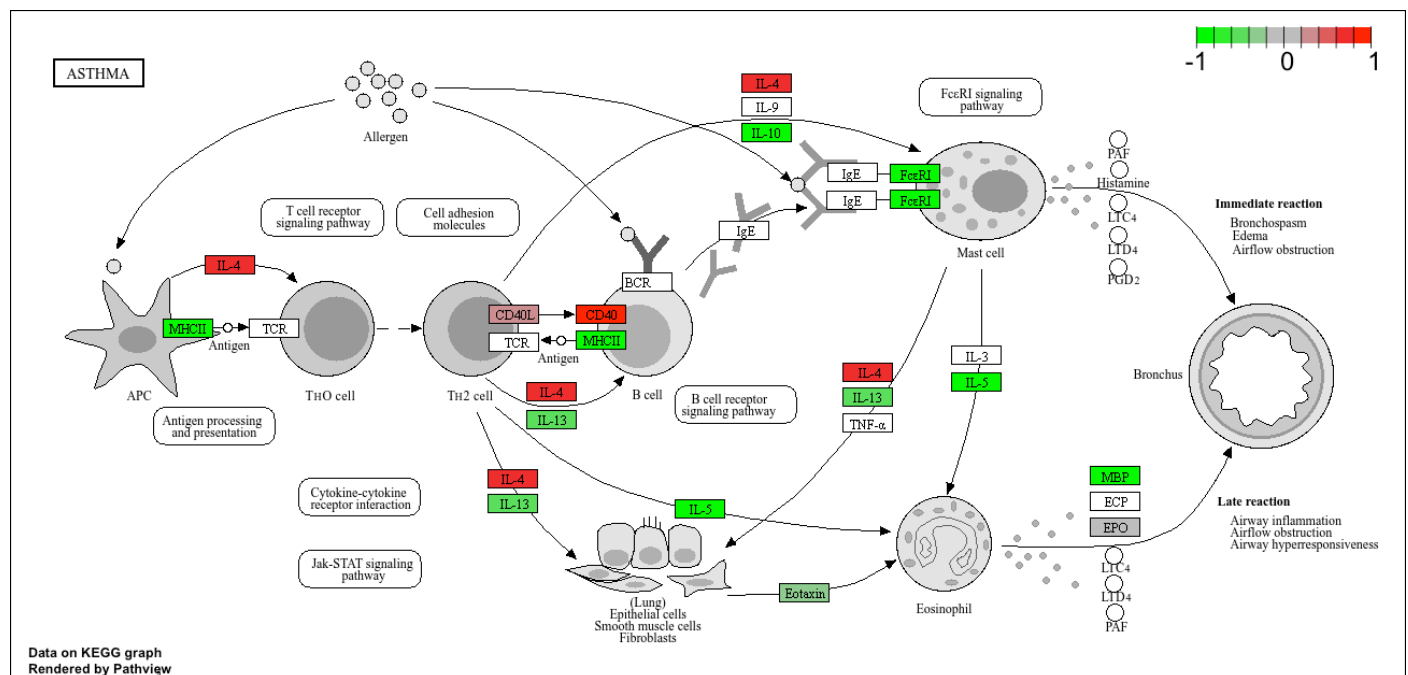 ASTHMA
-1 0 1
Allergen
IL-4
IL-9
IL-10
FcεRI signaling
pathway
IgE
FcεRI
IgE
FcεRI
Mast cell
PAF
Histamine
LTC4
LTD4
PGD2
Immediate reaction
Bronchospasm
Edema
Airflow obstruction
T cell receptor
signaling pathway
Cell adhesion
molecules
IgE
BCR
IL-4
MHCII
Antigen
TCR
APC
TH0 cell
CD40L
CD40
TCR
Antigen
MHCII
TH2 cell
B cell
IL-4
IL-13
B cell receptor
signaling pathway
Antigen processing
and presentation
IL-4
IL-13
TNF-α
IL-3
IL-5
Bronchus
Cytokine-cytokine
receptor interaction
IL-4
IL-13
IL-5
Jak-STAT signaling
pathway
(Lung)
Epithelial cells
Smooth muscle cells
Fibroblasts
Eotaxin
Eosinophil
MBP
ECP
EPO
LTC4
LTD4
PAF
Late reaction
Airway inflammation
Airflow obstruction
Airway hyperresponsiveness
Data on KEGG graph
Rendered by Pathview